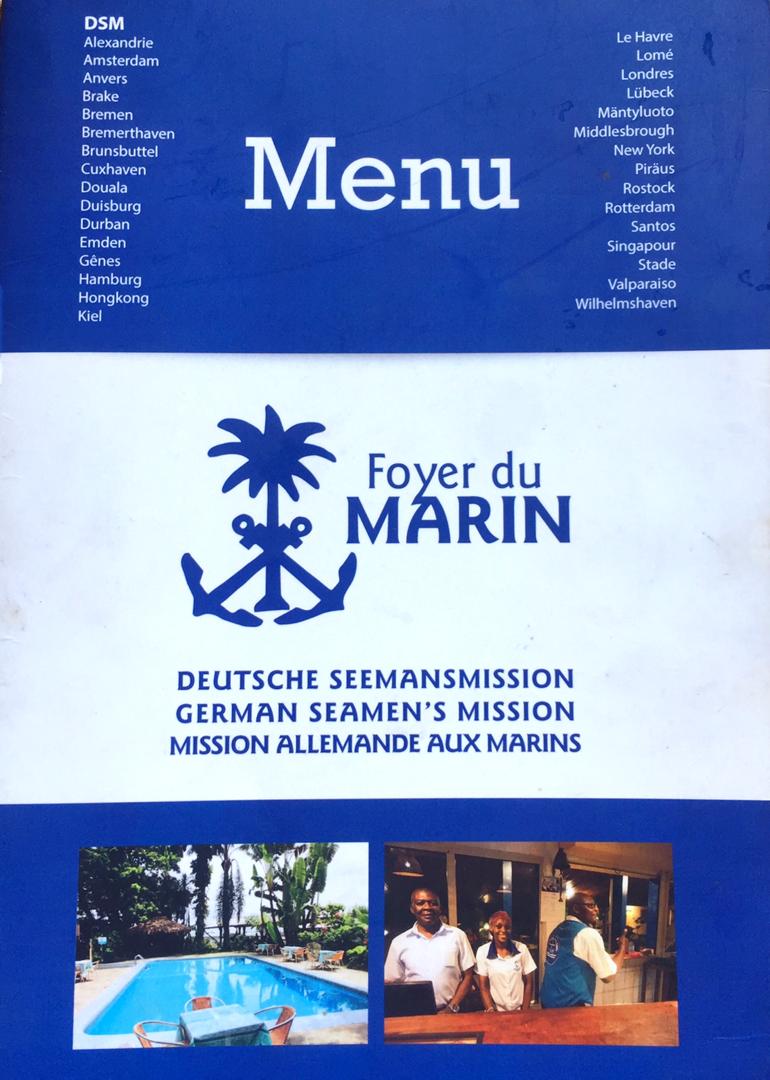 DSM
Alexandrie
Amsterdam
Anvers
Brake
Bremen
Bremerthaven
Brunsbuttel
Cuxhaven
Douala
Duisburg
Durban
Emden
Gênes
Hamburg
Hongkong
Kiel
Menu
Le Havre
Lomé
Londres
Lübeck
Mäntyluoto
Middlesbrough
New York
Piräus
Rostock
Rotterdam
Santos
Singapour
Stade
Valparaiso
Wilhelmshaven
Foyer du
MARIN
DEUTSCHE SEEMANSMISSION
GERMAN SEAMEN'S MISSION
MISSION ALLEMANDE AUX MARINS